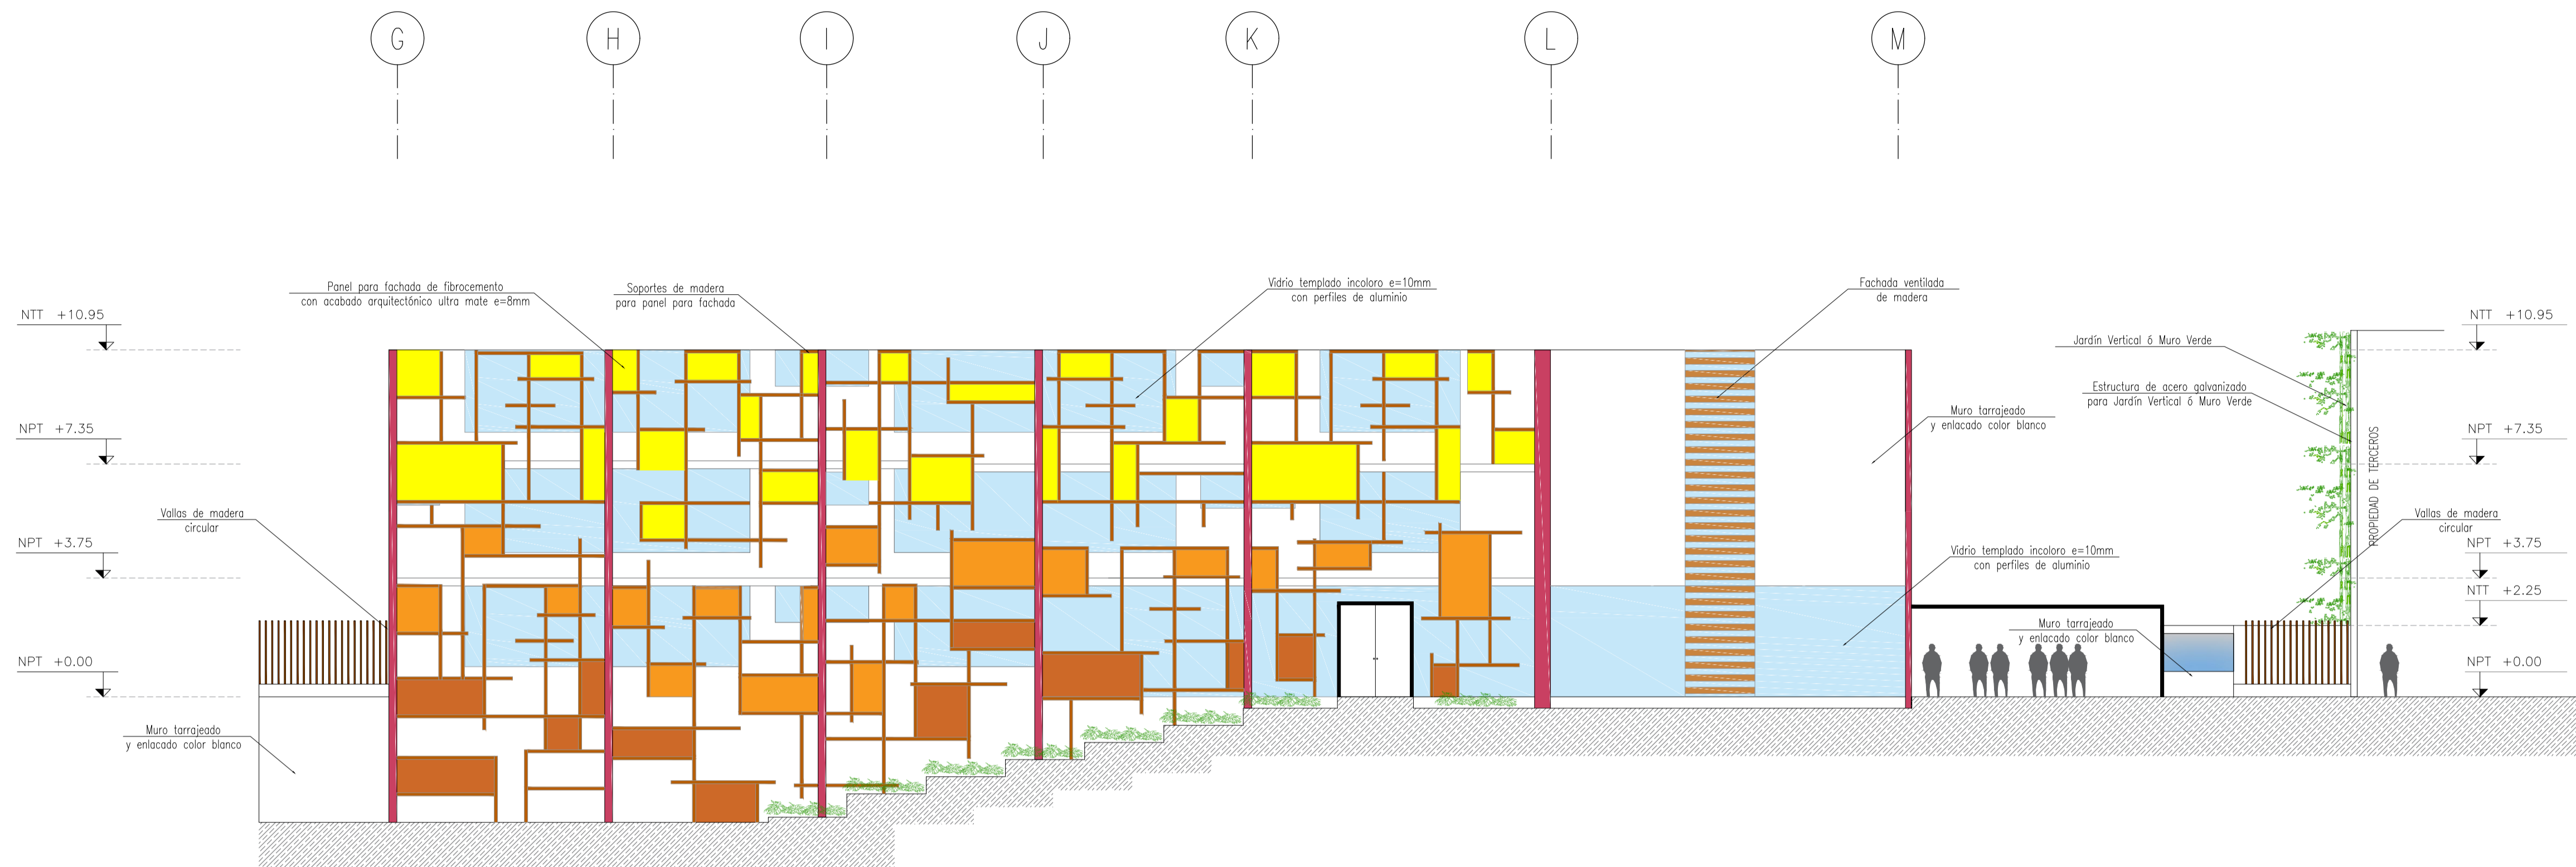 G H I J K L M
Panel para fachada de fibrocemento
con acabado arquitectónico ultra mate e=8mm
Soportes de madera
para panel para fachada
Vidrio templado incoloro e=10mm
con perfiles de aluminio
Fachada ventilada
de madera
NTT +10.95
NTT +10.95
Jardín Vertical ó Muro Verde
Estructura de acero galvanizado
para Jardín Vertical ó Muro Verde
Muro tarrajeado
y enlacado color blanco
NPT +7.35
NPT +7.35
PROPIEDAD DE TERCEROS
Vallas de madera
circular
Vallas de madera
circular
NPT +3.75
NPT +3.75
Vidrio templado incoloro e=10mm
con perfiles de aluminio
NTT +2.25
Muro tarrajeado
y enlacado color blanco
NPT +0.00
NPT +0.00
Muro tarrajeado
y enlacado color blanco